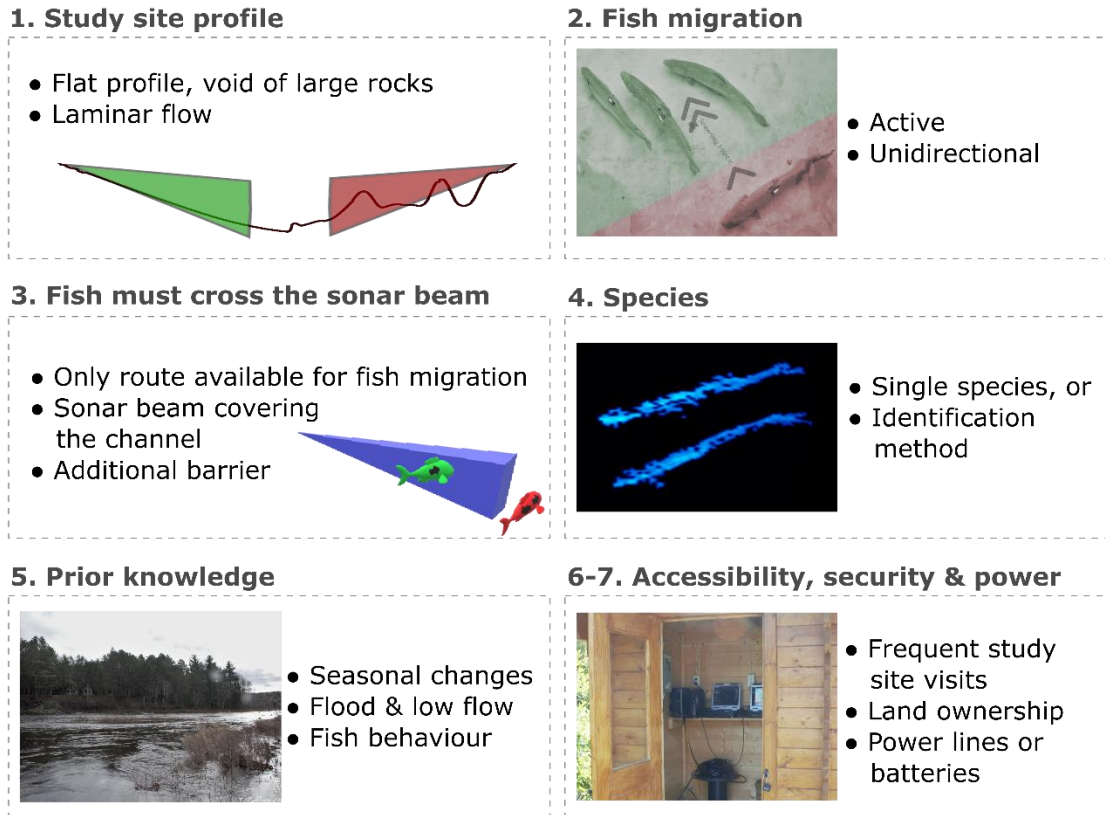 1. Study site profile
● Flat profile, void of large rocks
● Laminar flow
2. Fish migration
● Active
● Unidirectional
3. Fish must cross the sonar beam
● Only route available for fish migration
● Sonar beam covering
the channel
● Additional barrier
4. Species
● Single species, or
● Identification
method
5. Prior knowledge
● Seasonal changes
● Flood & low flow
● Fish behaviour
6-7. Accessibility, security & power
● Frequent study
site visits
● Land ownership
● Power lines or
batteries